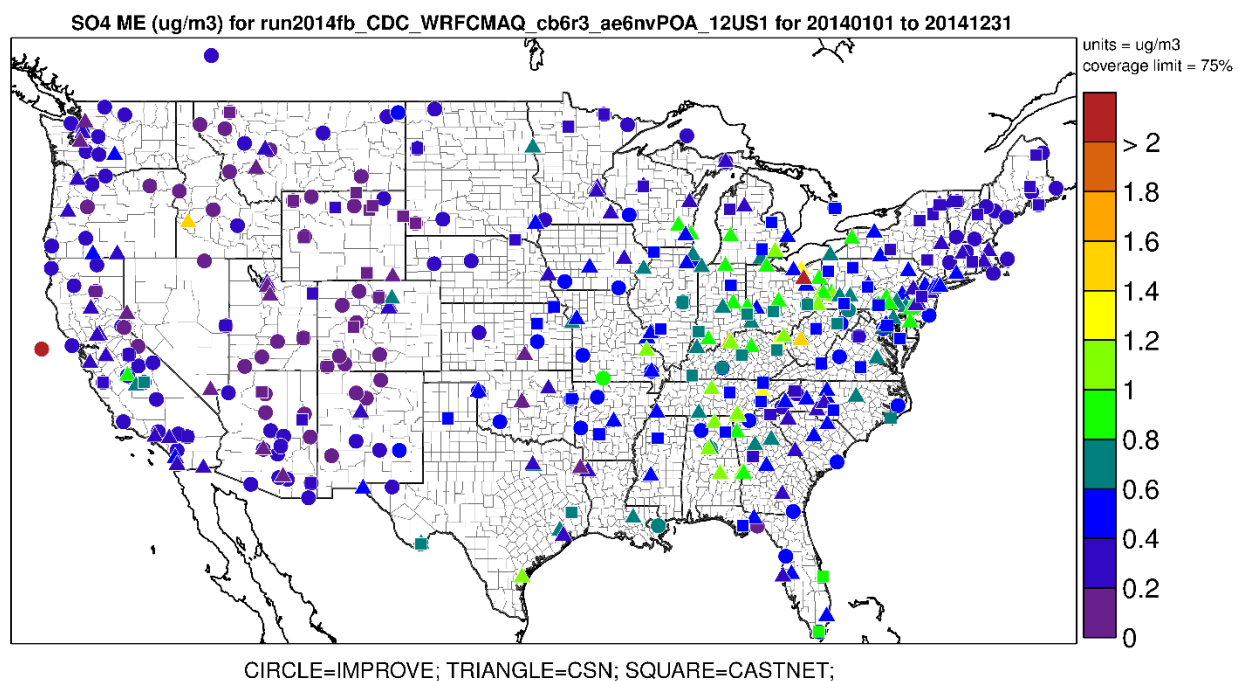 SO4 ME (ug/m3) for run2014fb_CDC_WRFCMAQ_cb6r3_ae6nvPOA_12US1 for 20140101 to 20141231
units = ug/m3
coverage limit = 75%
> 2
1.8
1.6
1.4
1.2
1
0.8
0.6
0.4
0.2
0
CIRCLE=IMPROVE; TRIANGLE=CSN; SQUARE=CASTNET;